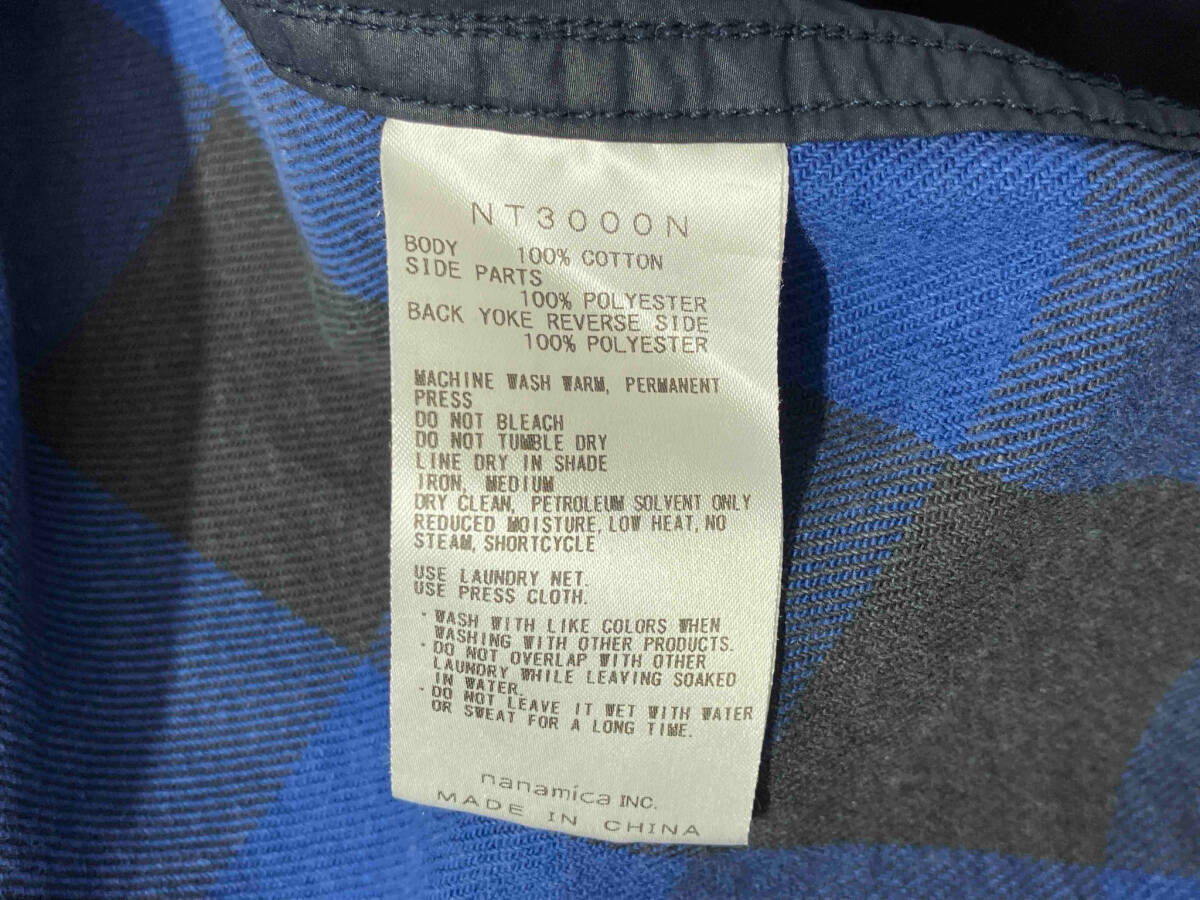 NT3000N
BODY 100% COTTON
SIDE PARTS
100% POLYESTER
BACK YOKE REVERSE SIDE
100% POLYESTER
MACHINE WASH WARM, PERMANENT
PRESS
DO NOT BLEACH
DO NOT TUMBLE DRY
LINE DRY IN SHADE
IRON, MEDIUM
DRY CLEAN, PETROLEUM SOLVENT ONLY
REDUCED MOISTURE, LOW HEAT, NO
STEAM, SHORTCYCLE
USE LAUNDRY NET.
USE PRESS CLOTH.
・WASH WITH LIKE COLORS WHEN
WASHING WITH OTHER PRODUCTS.
・DO NOT OVERLAP WITH OTHER
LAUNDRY WHILE LEAVING SOAKED
IN WATER.
・DO NOT LEAVE IT WET WITH WATER
OR SWEAT FOR A LONG TIME.
nanamica INC.
MADE IN CHINA